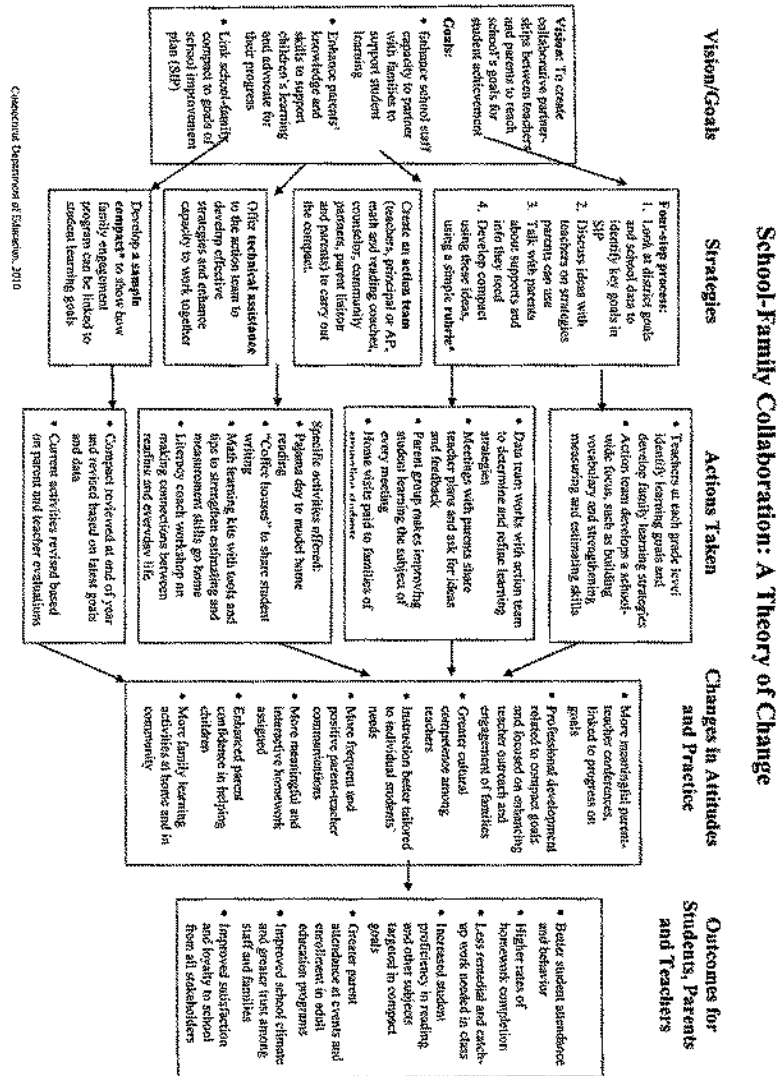 School-Family Collaboration: A Theory of Change
Vision/Goals
Vision: To create
collaborative partner-
ships between teachers
and parents to reach
school's goals for
student achievement
Goals:
• Enhance school staff
capacity to partner
with families to
support student
learning
• Enhance parents'
knowledge and
skills to support
children's learning
and advocate for
their progress
• Link school-family
compact to goals of
school improvement
plan (SIP)
Strategies
Four-step process:
1. Look at district goals
and school data to
identify key goals in
SIP
2. Discuss ideas with
teachers on strategies
parents can use
3. Talk with parents
about supports and
info they need
4. Develop compact
using these ideas,
using a simple rubric*
Create an action team
(teachers, principal or AP,
math and reading coaches,
counselor, community
partners, parent liaison
and parents) to carry out
the compact.
Offer technical assistance
to the action team to
develop effective
strategies and enhance
capacity to work together
Develop a sample
compact* to show how
family engagement
program can be linked to
student learning goals
Actions Taken
• Teachers at each grade level
identify learning goals and
develop family learning strategies
• Action team develops a school-
wide focus, such as building
vocabulary and strengthening
measuring and estimating skills
• Data team works with action team
to determine and refine learning
strategies
• Meetings with parents share
teacher plans and ask for ideas
and feedback
• Parent group makes improving
student learning the subject of
every meeting
• Home visits paid to families of
students
Specific activities offered:
• Pajama day to model home
reading
• "Coffee houses" to share student
writing
• Math learning kits with tools and
tips to strengthen estimating and
measurement skills go home
• Literacy coach workshop on
making connections between
reading and everyday life
• Compact reviewed at end of year
and revised based on latest goals
and data
• Current activities revised based
on parent and teacher evaluations
Changes in Attitudes
and Practice
• More meaningful parent-
teacher conferences,
linked to progress on
goals
• Professional development
related to compact goals
and focused on enhancing
teacher outreach and
engagement of families
• Greater cultural
competence among
teachers
• Instruction better tailored
to individual students'
needs
• More frequent and
positive parent-teacher
communications
• More meaningful and
interactive homework
assigned
• Enhanced parent
confidence in helping
children
• More family learning
activities at home and in
community
Outcomes for
Students, Parents
and Teachers
• Better student attendance
and behavior
• Higher rates of
homework completion
• Less remedial and catch-
up work needed in class
• Increased student
proficiency in reading
and other subjects
targeted in compact
goals
• Greater parent
attendance at events and
enrollment in adult
education programs
• Improved school climate
and greater trust among
staff and families
• Improved satisfaction
and loyalty to school
from all stakeholders
Connecticut Department of Education, 2010